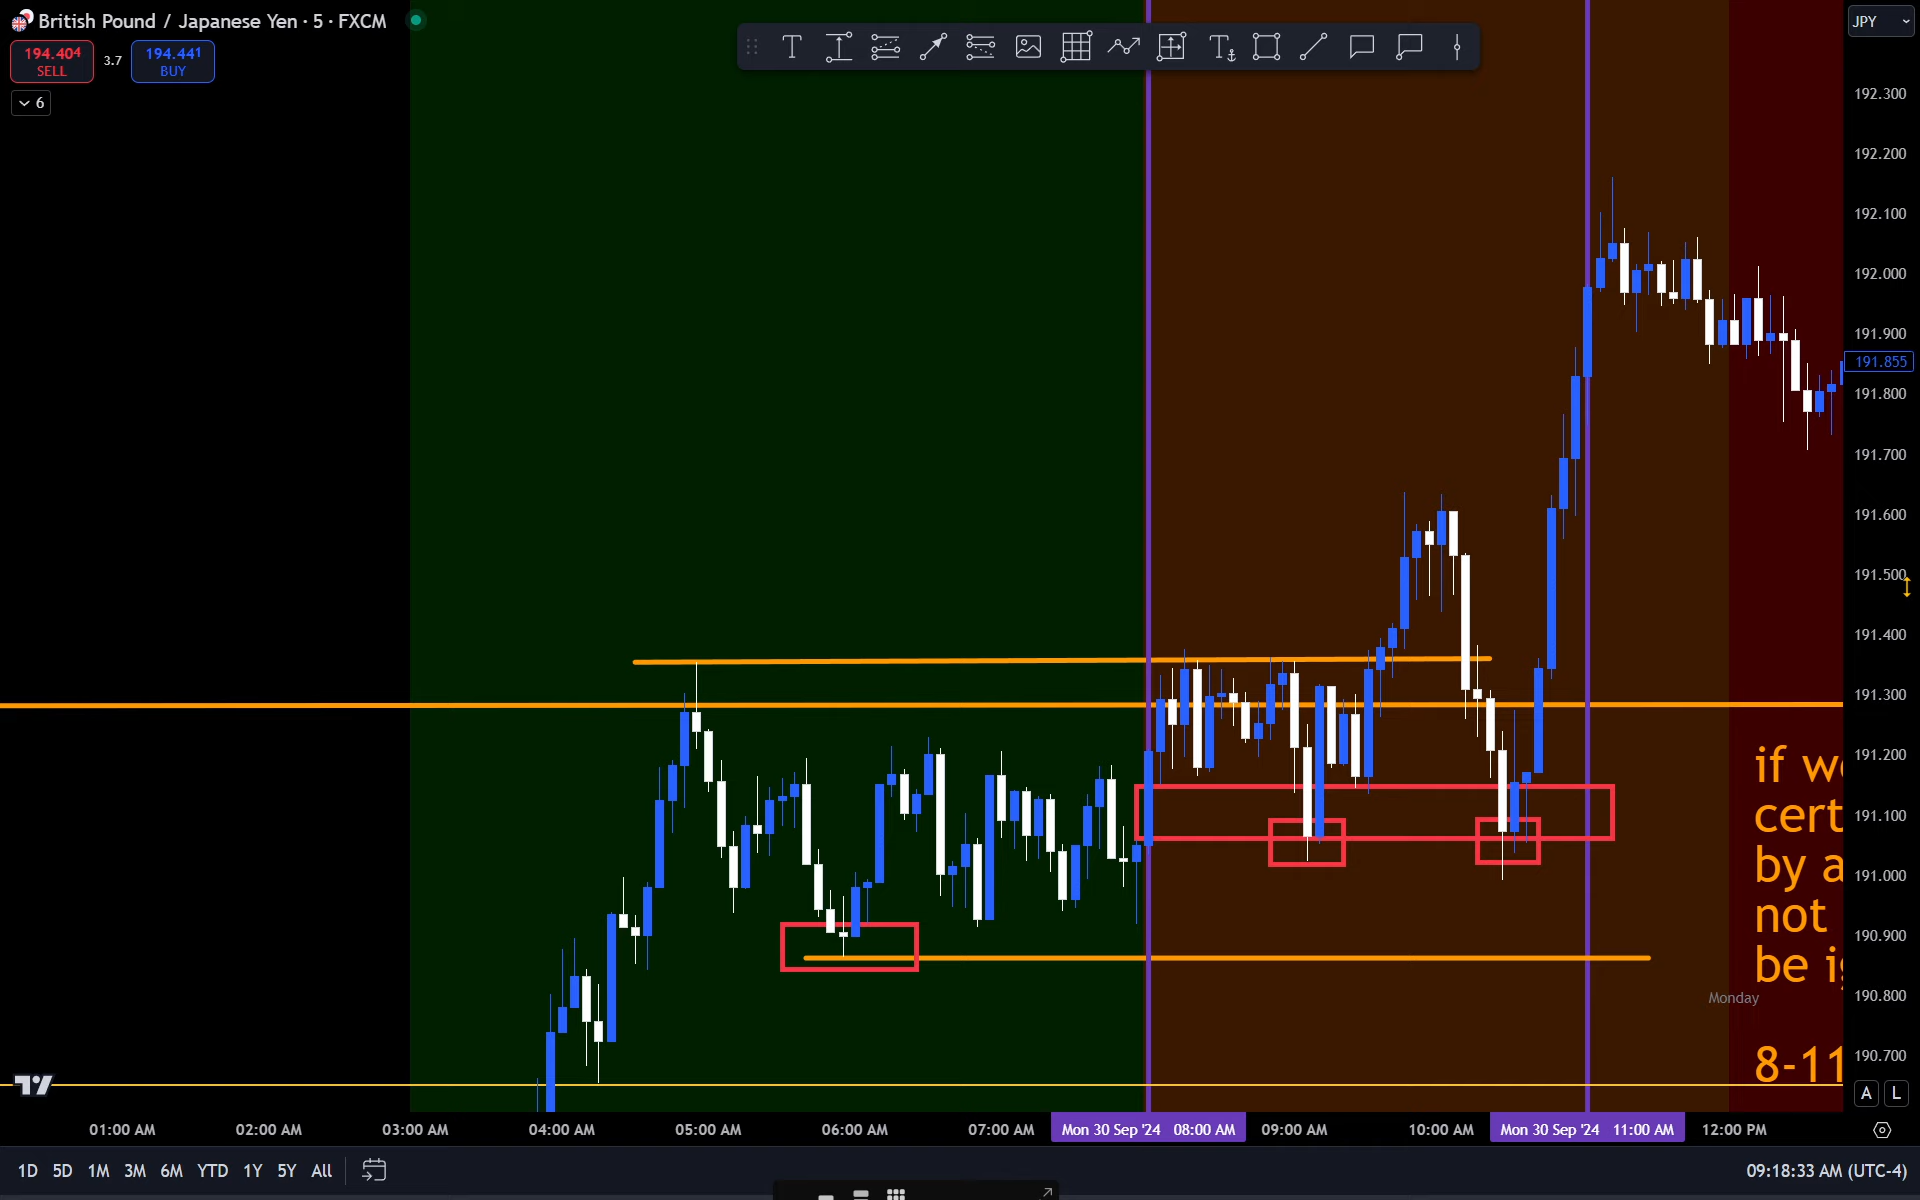 British Pound / Japanese Yen · 5 · FXCM
JPY
194.404
SELL
3.7
194.441
BUY
6
192.300
192.200
192.100
192.000
191.900
191.855
191.800
191.700
191.600
191.500
191.400
191.300
191.200
191.100
191.000
190.900
190.800
190.700
if
by a
not
be
Monday
8-11
A L
01:00 AM 02:00 AM 03:00 AM 04:00 AM 05:00 AM 06:00 AM 07:00 AM Mon 30 Sep '24 08:00 AM 09:00 AM 10:00 AM Mon 30 Sep '24 11:00 AM 12:00 PM
1D 5D 1M 3M 6M YTD 1Y 5Y All
09:18:33 AM (UTC-4)